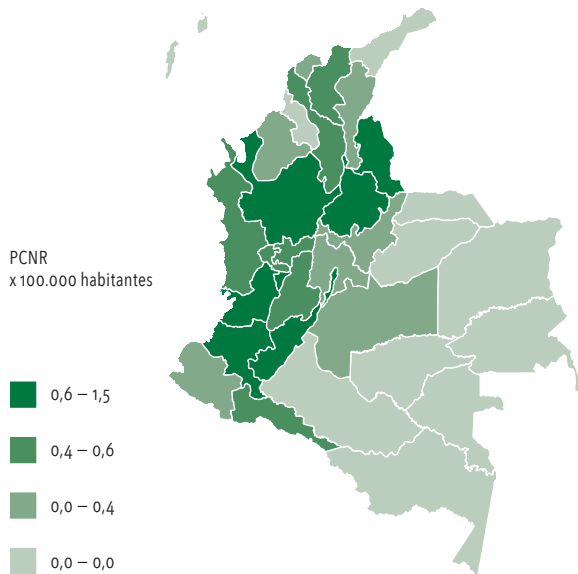 PCNR
x 100.000 habitantes
0,6 – 1,5
0,4 – 0,6
0,0 – 0,4
0,0 – 0,0